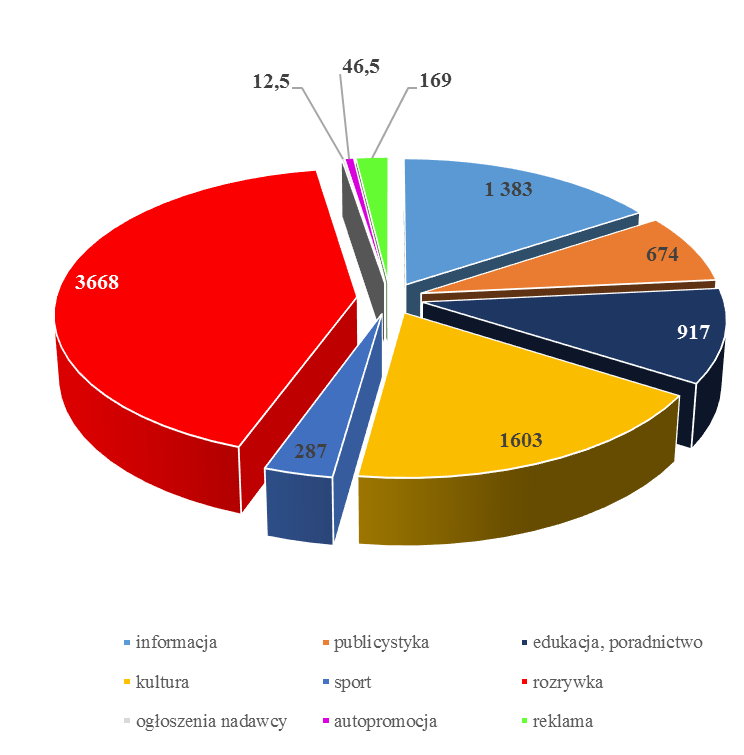 46,5
12,5
169
1 383
674
3668
917
1603
287
informacja
publicystyka
edukacja, poradnictwo
kultura
sport
rozrywka
ogłoszenia nadawcy
autopromocja
reklama